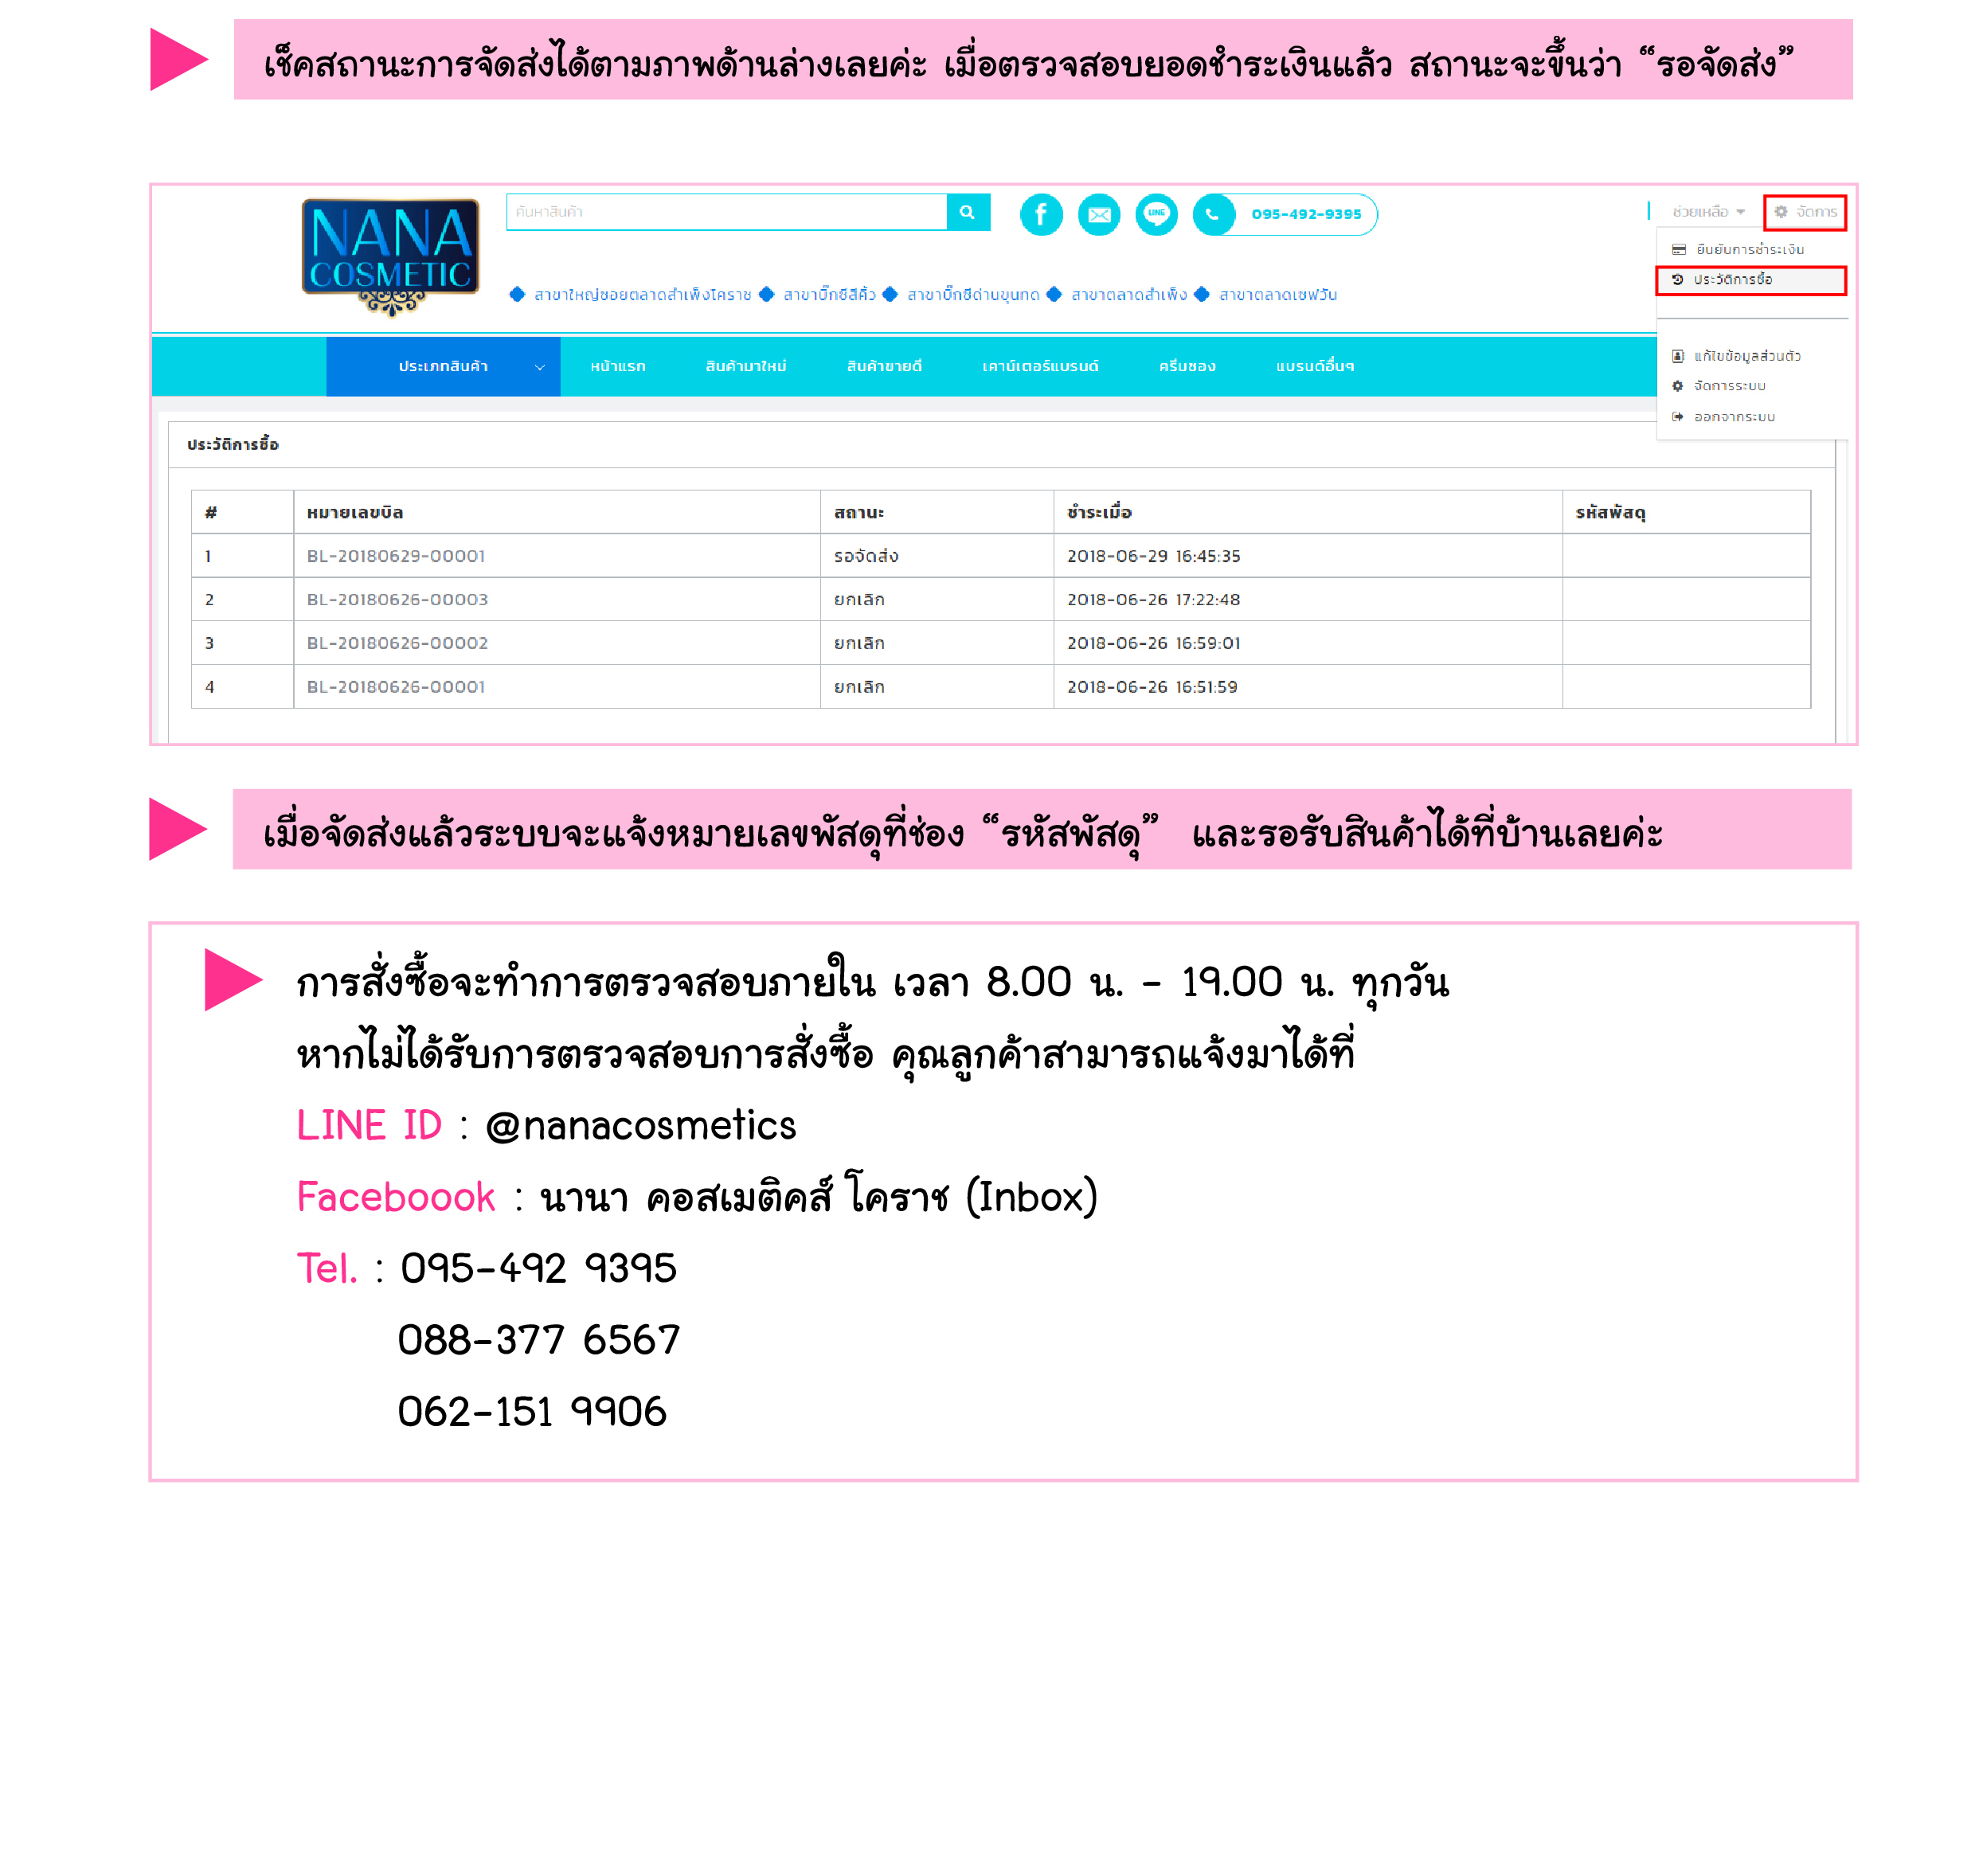 เช็คสถานะการจัดส่งได้ตามภาพด้านล่างเลยค่ะ เมื่อตรวจสอบยอดชำระเงินแล้ว สถานะจะขึ้นว่า “รอจัดส่ง”
NANA
COSMETIC
ค้นหาสินค้า
LINE
095-492-9395
ช่วยเหลือ
จัดการ
ยืนยันการชำระเงิน
ประวัติการซื้อ
แก้ไขข้อมูลส่วนตัว
จัดการระบบ
ออกจากระบบ
สาขาใหญ่ซอยตลาดสำเพ็งโคราช ◆ สาขาบิ๊กซีสีคิ้ว ◆ สาขาบิ๊กซีด่านขุนทด ◆ สาขาตลาดสำเพ็ง ◆ สาขาตลาดเซฟวัน
ประเภทสินค้า หน้าแรก สินค้ามาใหม่ สินค้าขายดี เคาน์เตอร์แบรนด์ ครีมซอง แบรนด์อื่นๆ
ประวัติการซื้อ
# หมายเลขบิล สถานะ ชำระเมื่อ รหัสพัสดุ
1 BL-20180629-00001 รอจัดส่ง 2018-06-29 16:45:35
2 BL-20180626-00003 ยกเลิก 2018-06-26 17:22:48
3 BL-20180626-00002 ยกเลิก 2018-06-26 16:59:01
4 BL-20180626-00001 ยกเลิก 2018-06-26 16:51:59
เมื่อจัดส่งแล้วระบบจะแจ้งหมายเลขพัสดุที่ช่อง “รหัสพัสดุ” และรอรับสินค้าได้ที่บ้านเลยค่ะ
การสั่งซื้อจะทำการตรวจสอบภายใน เวลา 8.00 น. - 19.00 น. ทุกวัน
หากไม่ได้รับการตรวจสอบการสั่งซื้อ คุณลูกค้าสามารถแจ้งมาได้ที่
LINE ID : @nanacosmetics
Faceboook : นานา คอสเมติคส์ โคราช (Inbox)
Tel. : 095-492 9395
088-377 6567
062-151 9906